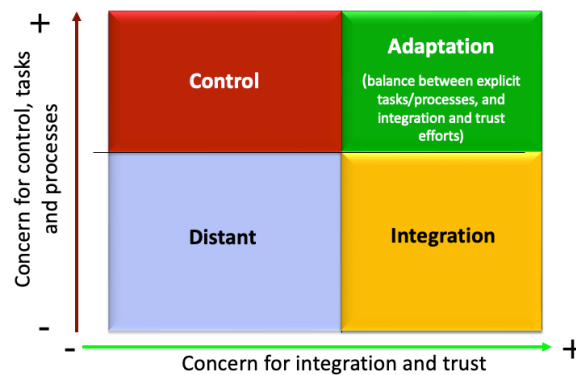 +
Concern for control, tasks
and processes
-
Control
Adaptation
(balance between explicit
tasks/processes, and
integration and trust
efforts)
Distant
Integration
-
+
Concern for integration and trust